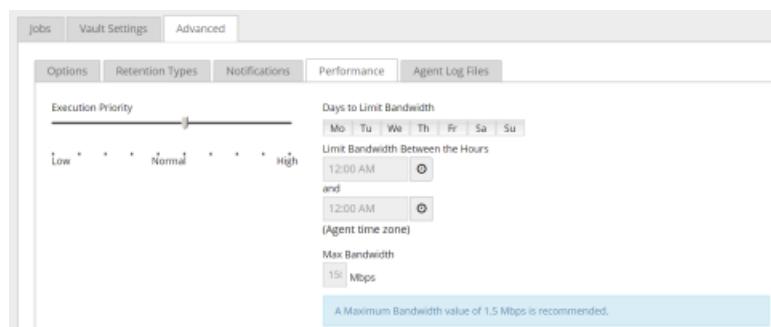 Jobs Vault Settings Advanced
Options Retention Types Notifications Performance Agent Log Files
Execution Priority
Low Normal High
Days to Limit Bandwidth
Mo Tu We Th Fr Sa Su
Limit Bandwidth Between the Hours
12:00 AM
and
12:00 AM
(Agent time zone)
Max Bandwidth
Mbps
A Maximum Bandwidth value of 1.5 Mbps is recommended.